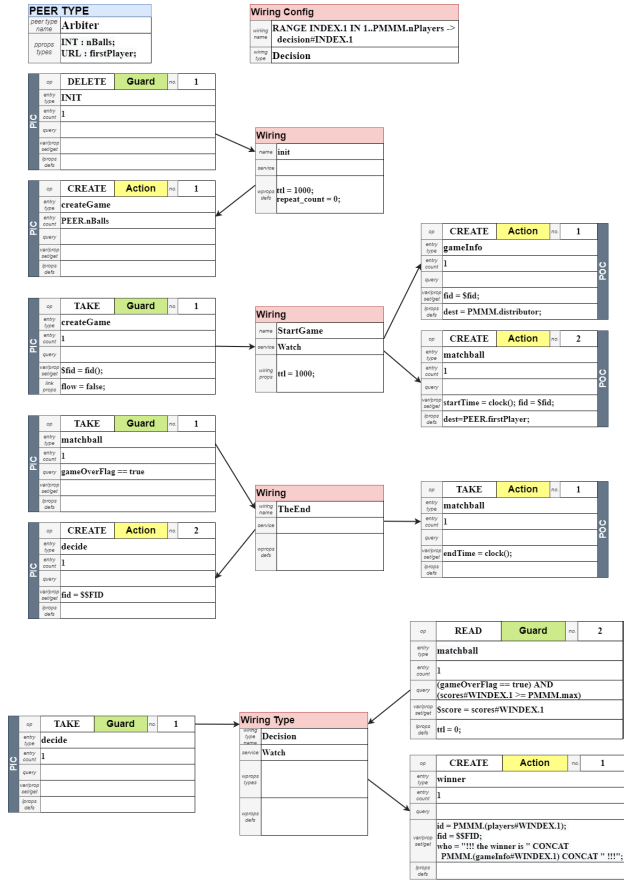 PEER TYPE
peer type name
Arbiter
pprops types
INT : nBalls;
URL : firstPlayer;
Wiring Config
wiring name
RANGE INDEX.1 IN 1..PMMM.nPlayers ->
decision#INDEX.1
wiring type
Decision
PIC
op DELETE Guard no. 1
entry type INIT
entry count 1
query
var/prop set/get
lprops defs
PIC
op CREATE Action no. 1
entry type createGame
entry count PEER.nBalls
query
var/prop set/get
lprops defs
Wiring
name init
service
wprops defs
ttl = 1000;
repeat_count = 0;
PIC
op TAKE Guard no. 1
entry type createGame
entry count 1
query
var/prop set/get $fid = fid();
link props flow = false;
Wiring
name StartGame
service Watch
wiring props ttl = 1000;
POC
op CREATE Action no. 1
entry type gameInfo
entry count 1
query
var/prop set/get fid = $fid;
lprops defs dest = PMMM.distributor;
POC
op CREATE Action no. 2
entry type matchball
entry count 1
query
var/prop set/get startTime = clock(); fid = $fid;
lprops defs dest=PEER.firstPlayer;
PIC
op TAKE Guard no. 1
entry type matchball
entry count 1
query gameOverFlag == true
var/prop set/get
lprops defs
PIC
op CREATE Action no. 2
entry type decide
entry count 1
query
var/prop set/get fid = $$FID
lprops defs
Wiring
wiring name TheEnd
service
wprops defs
POC
op TAKE Action no. 1
entry type matchball
entry count 1
query
var/prop set/get endTime = clock();
lprops defs
PIC
op TAKE Guard no. 1
entry type decide
entry count 1
query
var/prop set/get
lprops defs
Wiring Type
wiring type name Decision
service Watch
wprops types
wprops defs
op READ Guard no. 2
entry type matchball
entry count 1
query
(gameOverFlag == true) AND
(scores#WINDEX.1 >= PMMM.max)
var/prop set/get $score = scores#WINDEX.1
lprops defs ttl = 0;
op CREATE Action no. 1
entry type winner
entry count 1
query
var/prop set/get
id = PMMM.(players#WINDEX.1);
fid = $$FID;
who = "!!! the winner is " CONCAT
PMMM.(gameInfo#WINDEX.1) CONCAT " !!!";
lprops defs